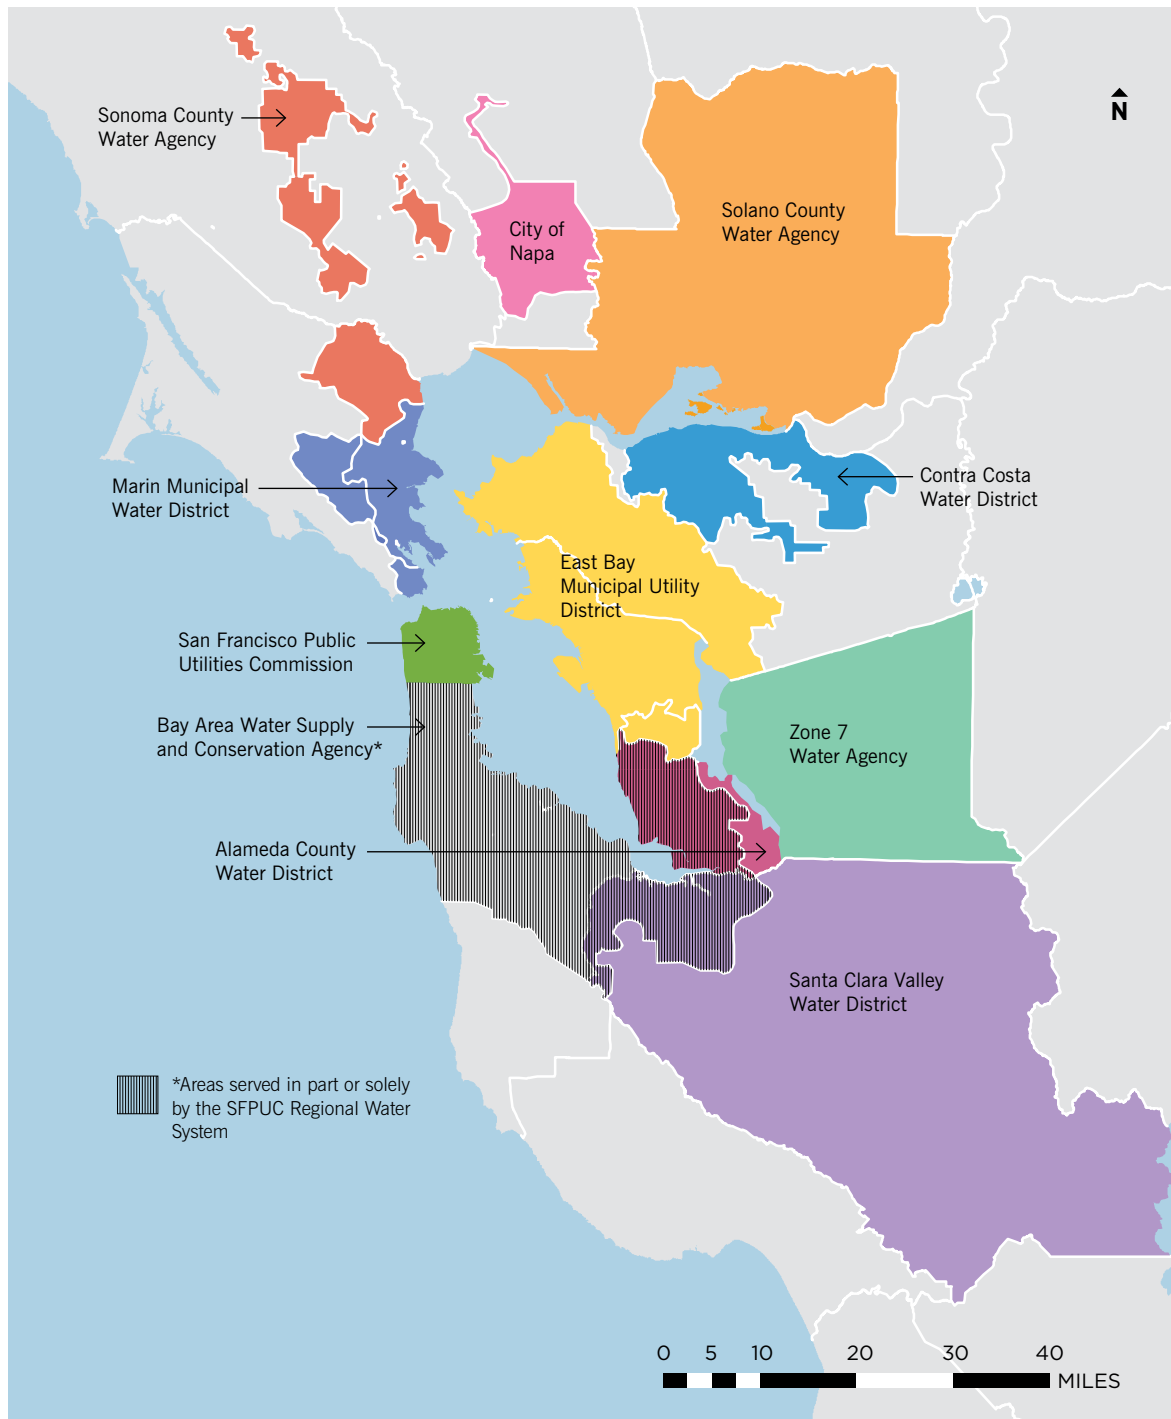 Sonoma County
Water Agency
N
City of
Napa
Solano County
Water Agency
Marin Municipal
Water District
Contra Costa
Water District
East Bay
Municipal Utility
District
San Francisco Public
Utilities Commission
Bay Area Water Supply
and Conservation Agency*
Zone 7
Water Agency
Alameda County
Water District
Santa Clara Valley
Water District
*Areas served in part or solely
by the SFPUC Regional Water
System
0 5 10 20 30 40
MILES